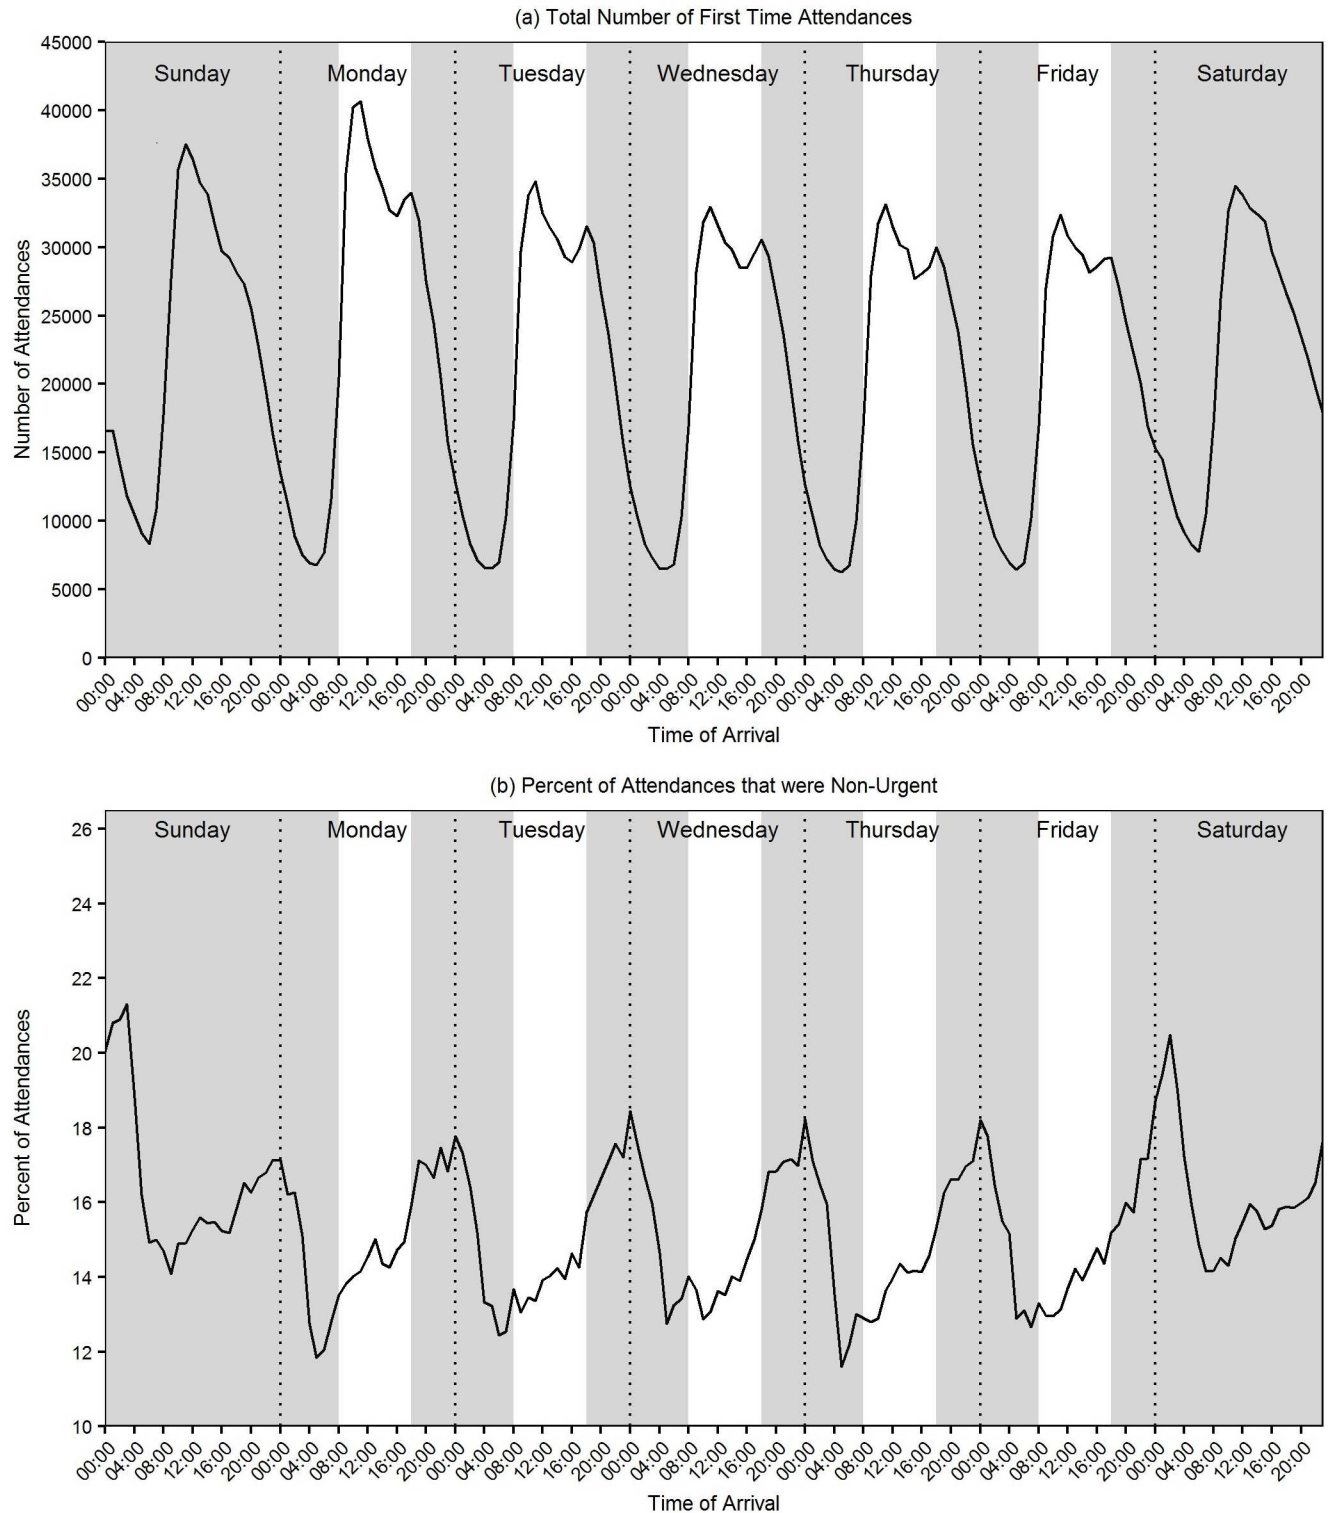 (a) Total Number of First Time Attendances
45000
40000
35000
30000
25000
20000
15000
10000
5000
0
Number of Attendances
Sunday Monday Tuesday Wednesday Thursday Friday Saturday
00:00 04:00 08:00 12:00 16:00 20:00 00:00 04:00 08:00 12:00 16:00 20:00 00:00 04:00 08:00 12:00 16:00 20:00 00:00 04:00 08:00 12:00 16:00 20:00 00:00 04:00 08:00 12:00 16:00 20:00 00:00 04:00 08:00 12:00 16:00 20:00 00:00 04:00 08:00 12:00 16:00 20:00
Time of Arrival
(b) Percent of Attendances that were Non-Urgent
26
24
22
20
18
16
14
12
10
Percent of Attendances
Sunday Monday Tuesday Wednesday Thursday Friday Saturday
00:00 04:00 08:00 12:00 16:00 20:00 00:00 04:00 08:00 12:00 16:00 20:00 00:00 04:00 08:00 12:00 16:00 20:00 00:00 04:00 08:00 12:00 16:00 20:00 00:00 04:00 08:00 12:00 16:00 20:00 00:00 04:00 08:00 12:00 16:00 20:00 00:00 04:00 08:00 12:00 16:00 20:00
Time of Arrival